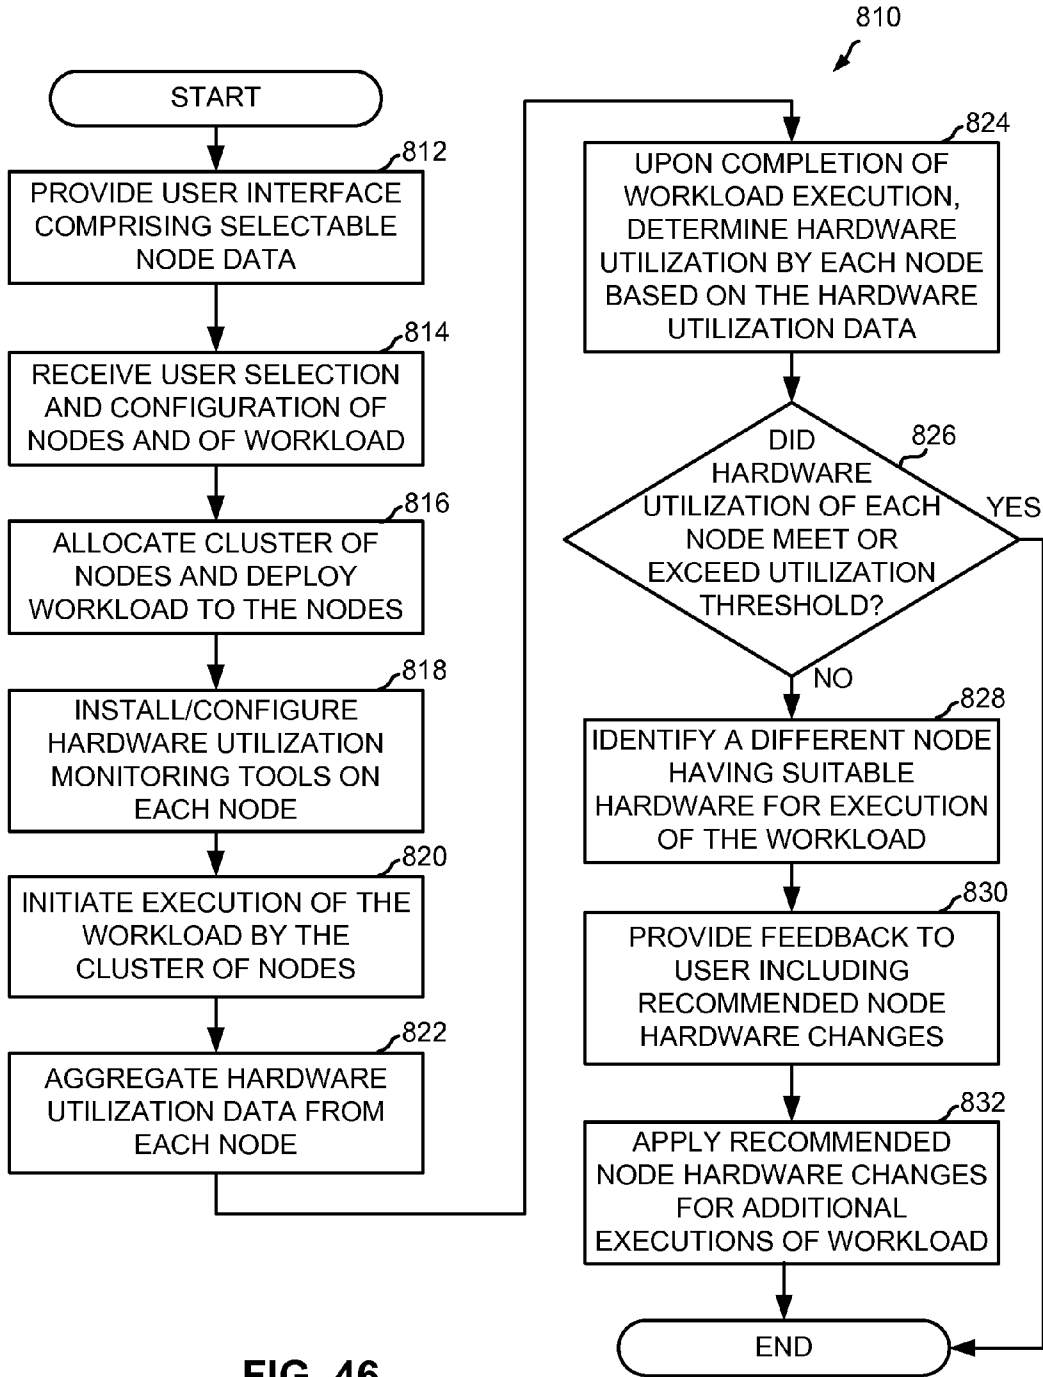 810
START
812
PROVIDE USER INTERFACE
COMPRISING SELECTABLE
NODE DATA
814
RECEIVE USER SELECTION
AND CONFIGURATION OF
NODES AND OF WORKLOAD
816
ALLOCATE CLUSTER OF
NODES AND DEPLOY
WORKLOAD TO THE NODES
818
INSTALL/CONFIGURE
HARDWARE UTILIZATION
MONITORING TOOLS ON
EACH NODE
820
INITIATE EXECUTION OF THE
WORKLOAD BY THE
CLUSTER OF NODES
822
AGGREGATE HARDWARE
UTILIZATION DATA FROM
EACH NODE
824
UPON COMPLETION OF
WORKLOAD EXECUTION,
DETERMINE HARDWARE
UTILIZATION BY EACH NODE
BASED ON THE HARDWARE
UTILIZATION DATA
826
DID
HARDWARE
UTILIZATION OF EACH
NODE MEET OR
EXCEED UTILIZATION
THRESHOLD?
YES
NO
828
IDENTIFY A DIFFERENT NODE
HAVING SUITABLE
HARDWARE FOR EXECUTION
OF THE WORKLOAD
830
PROVIDE FEEDBACK TO
USER INCLUDING
RECOMMENDED NODE
HARDWARE CHANGES
832
APPLY RECOMMENDED
NODE HARDWARE CHANGES
FOR ADDITIONAL
EXECUTIONS OF WORKLOAD
END
FIG. 46